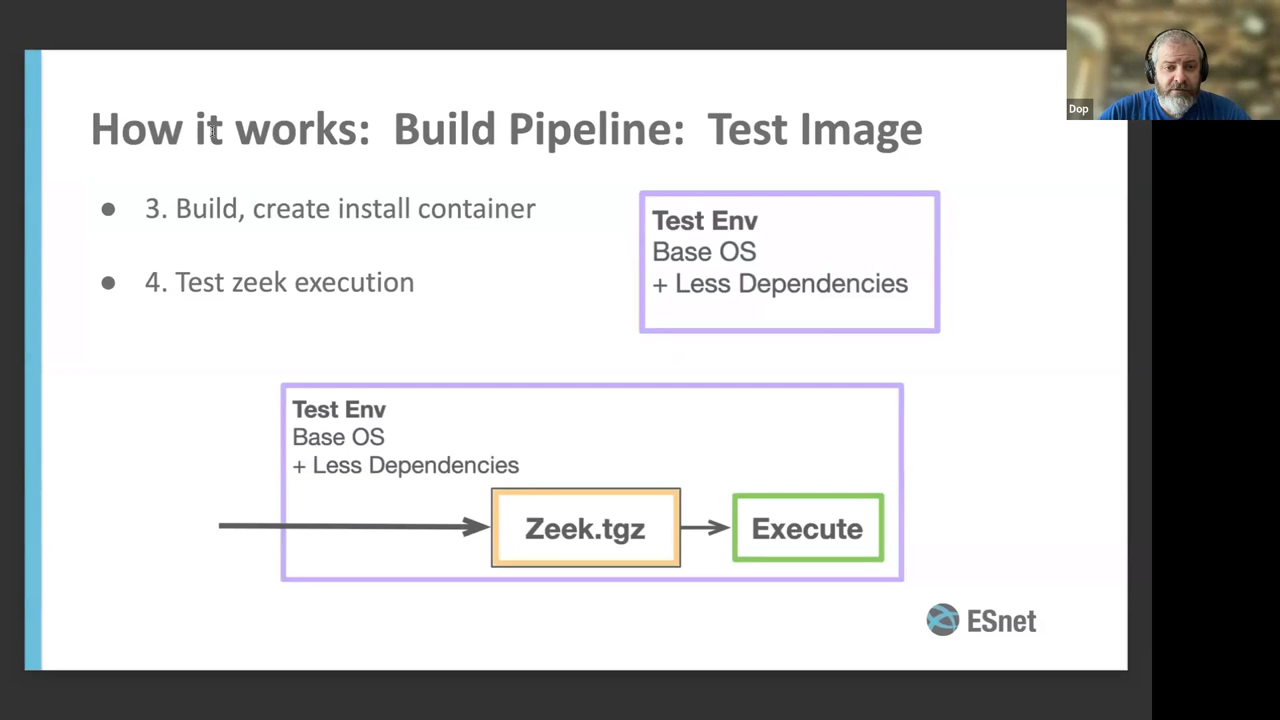 How it works: Build Pipeline: Test Image
● 3. Build, create install container
● 4. Test zeek execution
Test Env
Base OS
+ Less Dependencies
Test Env
Base OS
+ Less Dependencies
Zeek.tgz
Execute
ESnet
Dop